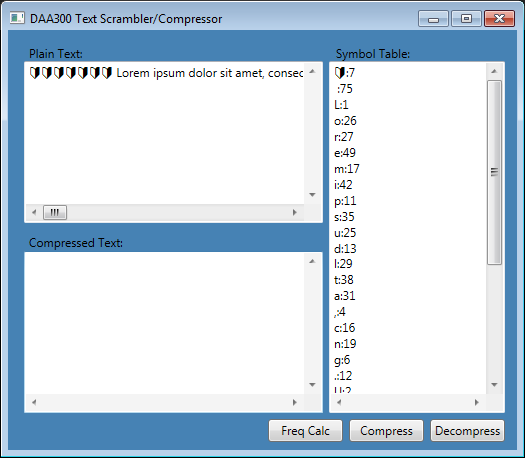 DAA300 Text Scrambler/Compressor
Plain Text:
🔰🔰🔰🔰🔰🔰🔰 Lorem ipsum dolor sit amet, consec
Compressed Text:
Symbol Table:
🔰:7
 :75
L:1
o:26
r:27
e:49
m:17
i:42
p:11
s:35
u:25
d:13
l:29
t:38
a:31
,:4
c:16
n:19
g:6
.:12
U:2
Freq Calc
Compress
Decompress